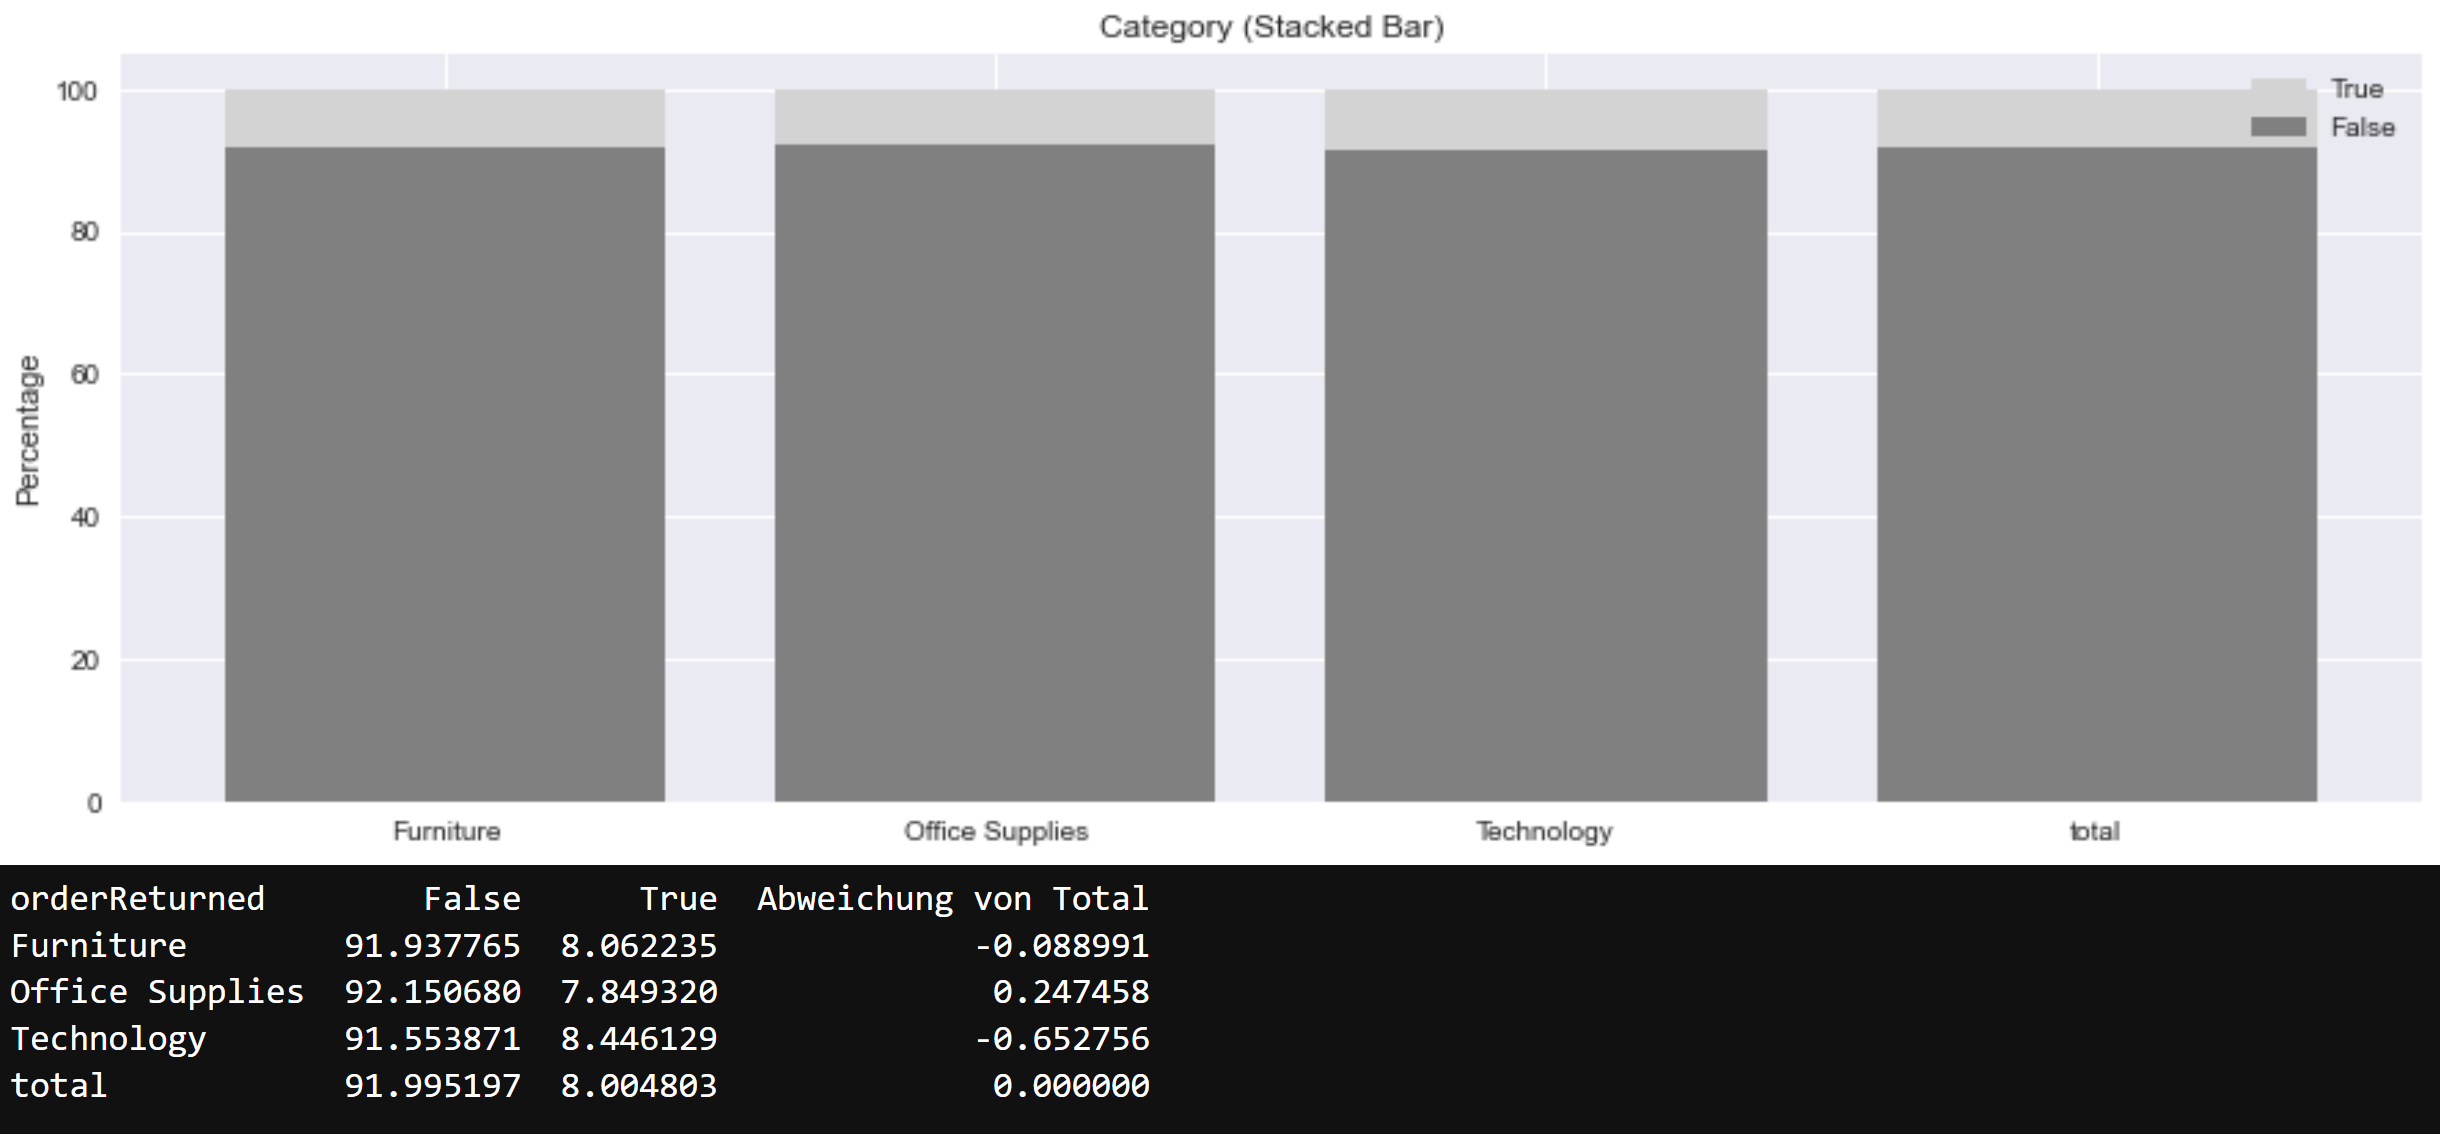 Category (Stacked Bar)
True
False
100
80
60
40
20
0
Percentage
Furniture Office Supplies Technology total
orderReturned False True Abweichung von Total
Furniture 91.937765 8.062235 -0.088991
Office Supplies 92.150680 7.849320 0.247458
Technology 91.553871 8.446129 -0.652756
total 91.995197 8.004803 0.000000